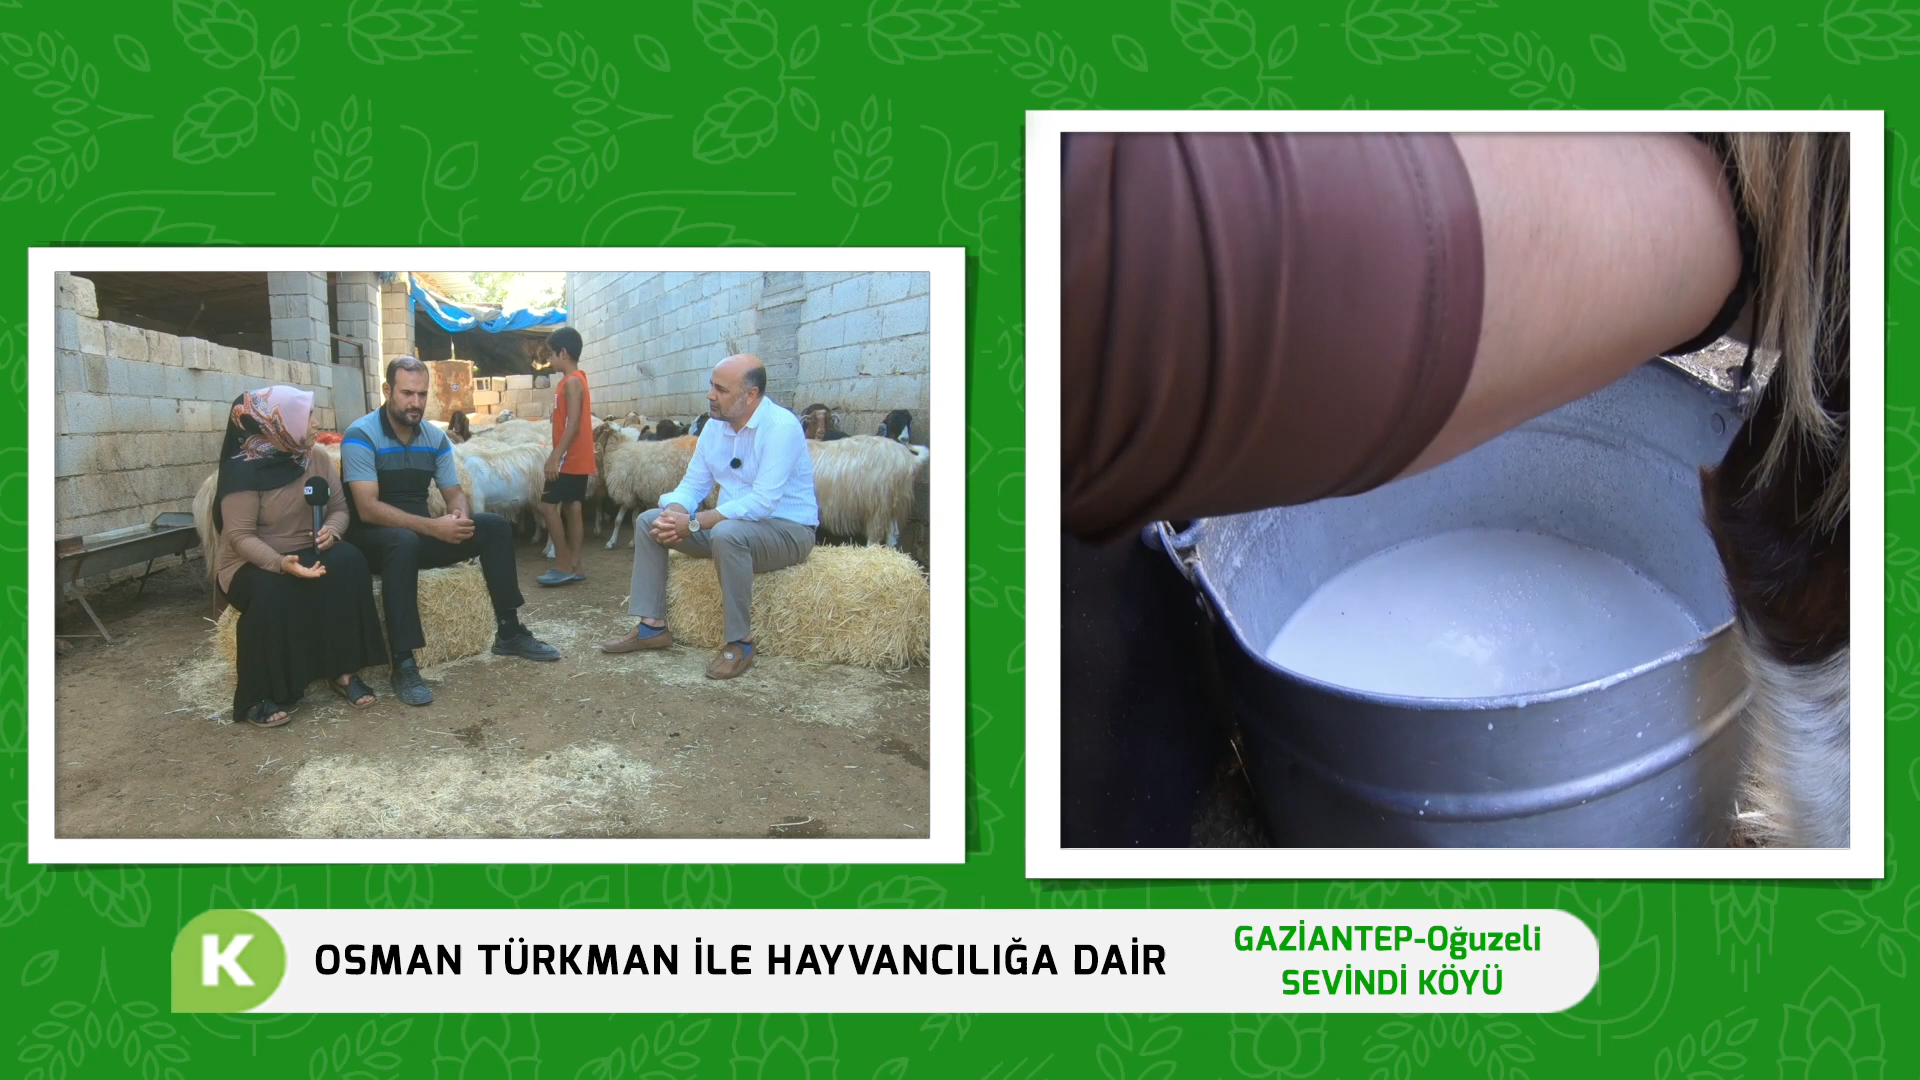 K
OSMAN TÜRKMAN İLE HAYVANCILIĞA DAİR
GAZİANTEP-Oğuzeli
SEVİNDİ KÖYÜ